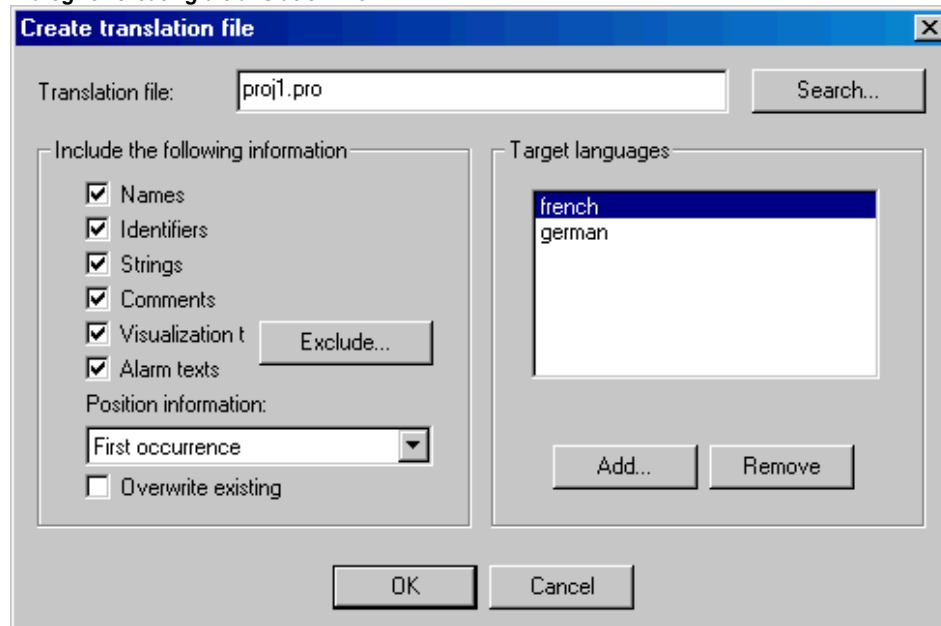 Create translation file
Translation file:
proj1.pro
Search...
Include the following information
Names
Identifiers
Strings
Comments
Visualization t
Exclude...
Alarm texts
Position information:
First occurrence
Overwrite existing
Target languages
french
german
Add...
Remove
OK
Cancel